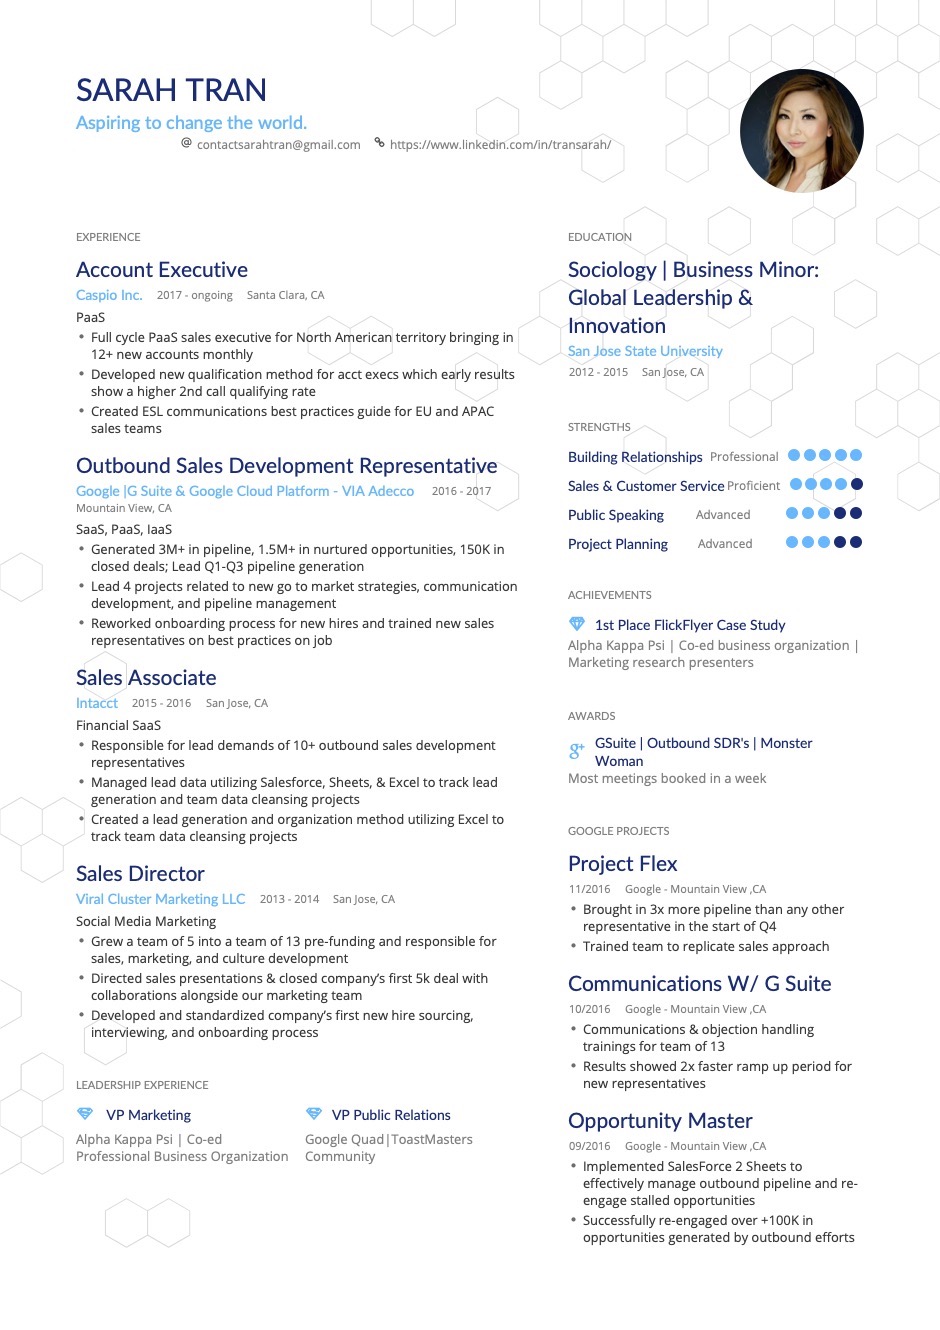 SARAH TRAN
Aspiring to change the world.
contactsarahtran@gmail.com https://www.linkedin.com/in/transarah/
EXPERIENCE
Account Executive
Caspio Inc. 2017 - ongoing Santa Clara, CA
PaaS
• Full cycle PaaS sales executive for North American territory bringing in
12+ new accounts monthly
• Developed new qualification method for acct execs which early results
show a higher 2nd call qualifying rate
• Created ESL communications best practices guide for EU and APAC
sales teams
Outbound Sales Development Representative
Google |G Suite & Google Cloud Platform - VIA Adecco 2016 - 2017
Mountain View, CA
SaaS, PaaS, IaaS
• Generated 3M+ in pipeline, 1.5M+ in nurtured opportunities, 150K in
closed deals; Lead Q1-Q3 pipeline generation
• Lead 4 projects related to new go to market strategies, communication
development, and pipeline management
• Reworked onboarding process for new hires and trained new sales
representatives on best practices on job
Sales Associate
Intacct 2015 - 2016 San Jose, CA
Financial SaaS
• Responsible for lead demands of 10+ outbound sales development
representatives
• Managed lead data utilizing Salesforce, Sheets, & Excel to track lead
generation and team data cleansing projects
• Created a lead generation and organization method utilizing Excel to
track team data cleansing projects
Sales Director
Viral Cluster Marketing LLC 2013 - 2014 San Jose, CA
Social Media Marketing
• Grew a team of 5 into a team of 13 pre-funding and responsible for
sales, marketing, and culture development
• Directed sales presentations & closed company's first 5k deal with
collaborations alongside our marketing team
• Developed and standardized company's first new hire sourcing,
interviewing, and onboarding process
LEADERSHIP EXPERIENCE
VP Marketing
Alpha Kappa Psi | Co-ed
Professional Business Organization
VP Public Relations
Google Quad|ToastMasters
Community
EDUCATION
Sociology | Business Minor:
Global Leadership &
Innovation
San Jose State University
2012 - 2015 San Jose, CA
STRENGTHS
Building Relationships Professional
Sales & Customer Service Proficient
Public Speaking Advanced
Project Planning Advanced
ACHIEVEMENTS
1st Place FlickFlyer Case Study
Alpha Kappa Psi | Co-ed business organization |
Marketing research presenters
AWARDS
GSuite | Outbound SDR's | Monster
Woman
Most meetings booked in a week
GOOGLE PROJECTS
Project Flex
11/2016 Google - Mountain View ,CA
• Brought in 3x more pipeline than any other
representative in the start of Q4
• Trained team to replicate sales approach
Communications W/ G Suite
10/2016 Google - Mountain View ,CA
• Communications & objection handling
trainings for team of 13
• Results showed 2x faster ramp up period for
new representatives
Opportunity Master
09/2016 Google - Mountain View ,CA
• Implemented SalesForce 2 Sheets to
effectively manage outbound pipeline and re-
engage stalled opportunities
• Successfully re-engaged over +100K in
opportunities generated by outbound efforts